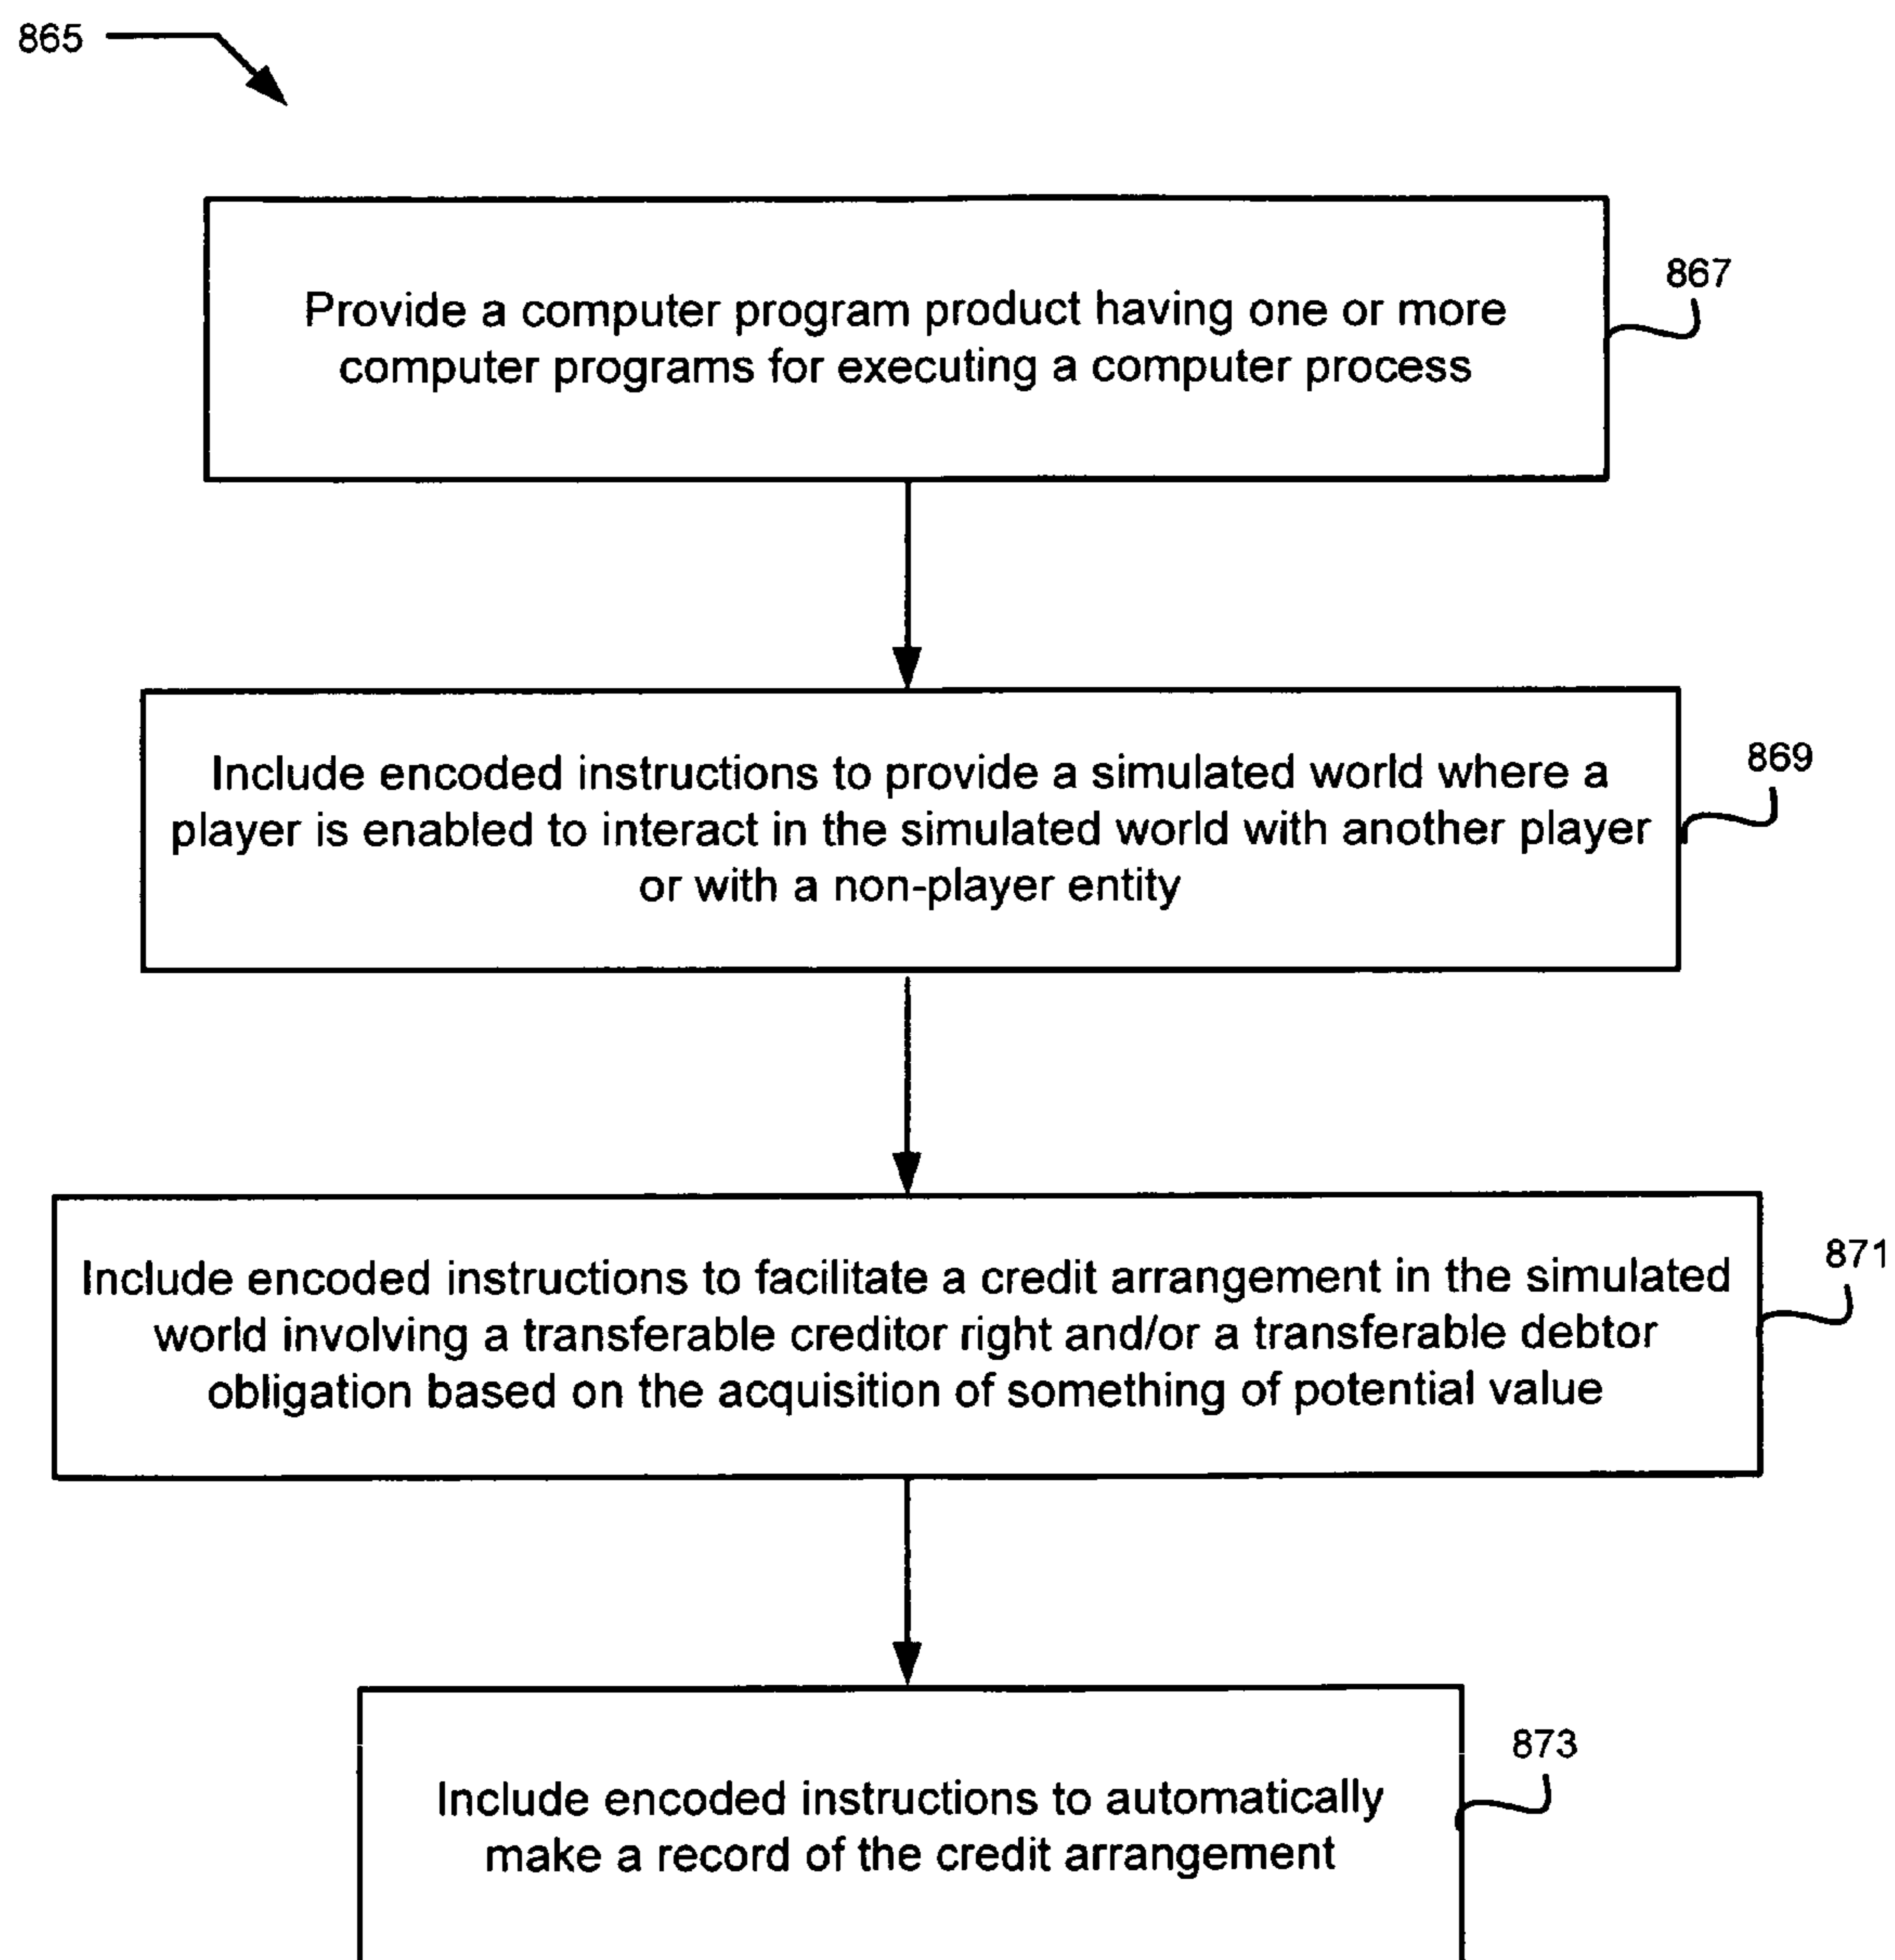 865
Provide a computer program product having one or more
computer programs for executing a computer process
867
Include encoded instructions to provide a simulated world where a
player is enabled to interact in the simulated world with another player
or with a non-player entity
869
Include encoded instructions to facilitate a credit arrangement in the simulated
world involving a transferable creditor right and/or a transferable debtor
obligation based on the acquisition of something of potential value
871
Include encoded instructions to automatically
make a record of the credit arrangement
873